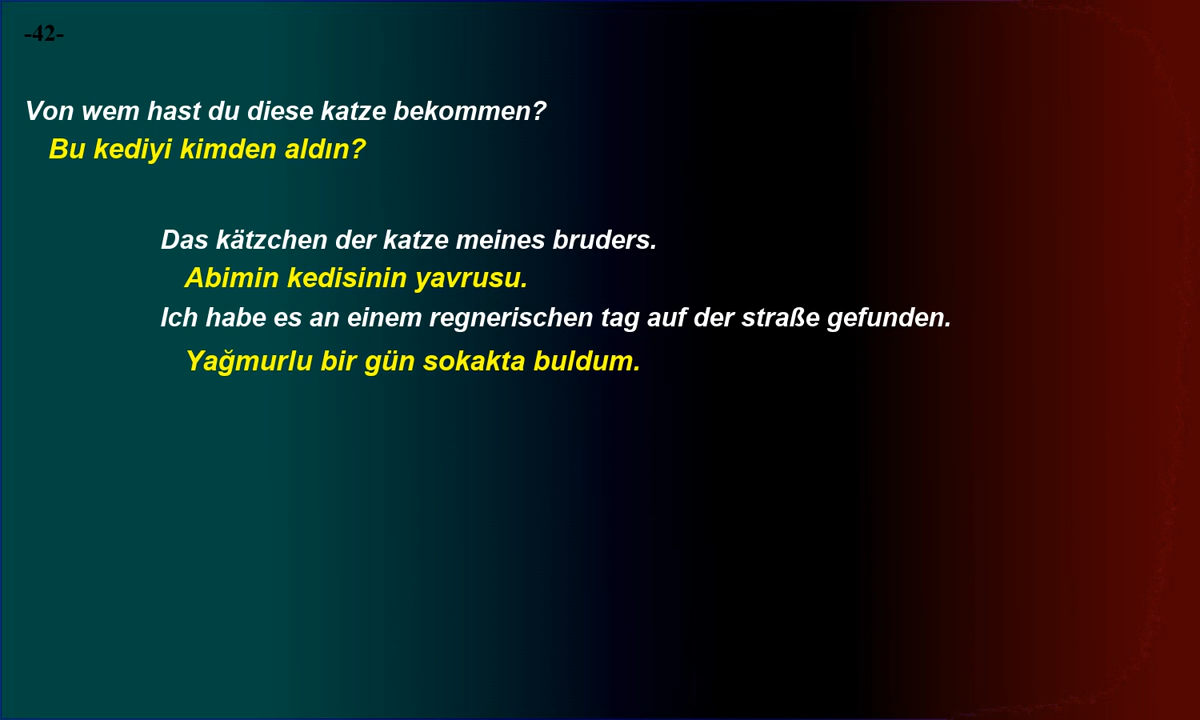 -42-
Von wem hast du diese katze bekommen?
Bu kediyi kimden aldın?
Das kätzchen der katze meines bruders.
Abimin kedisinin yavrusu.
Ich habe es an einem regnerischen tag auf der straße gefunden.
Yağmurlu bir gün sokakta buldum.